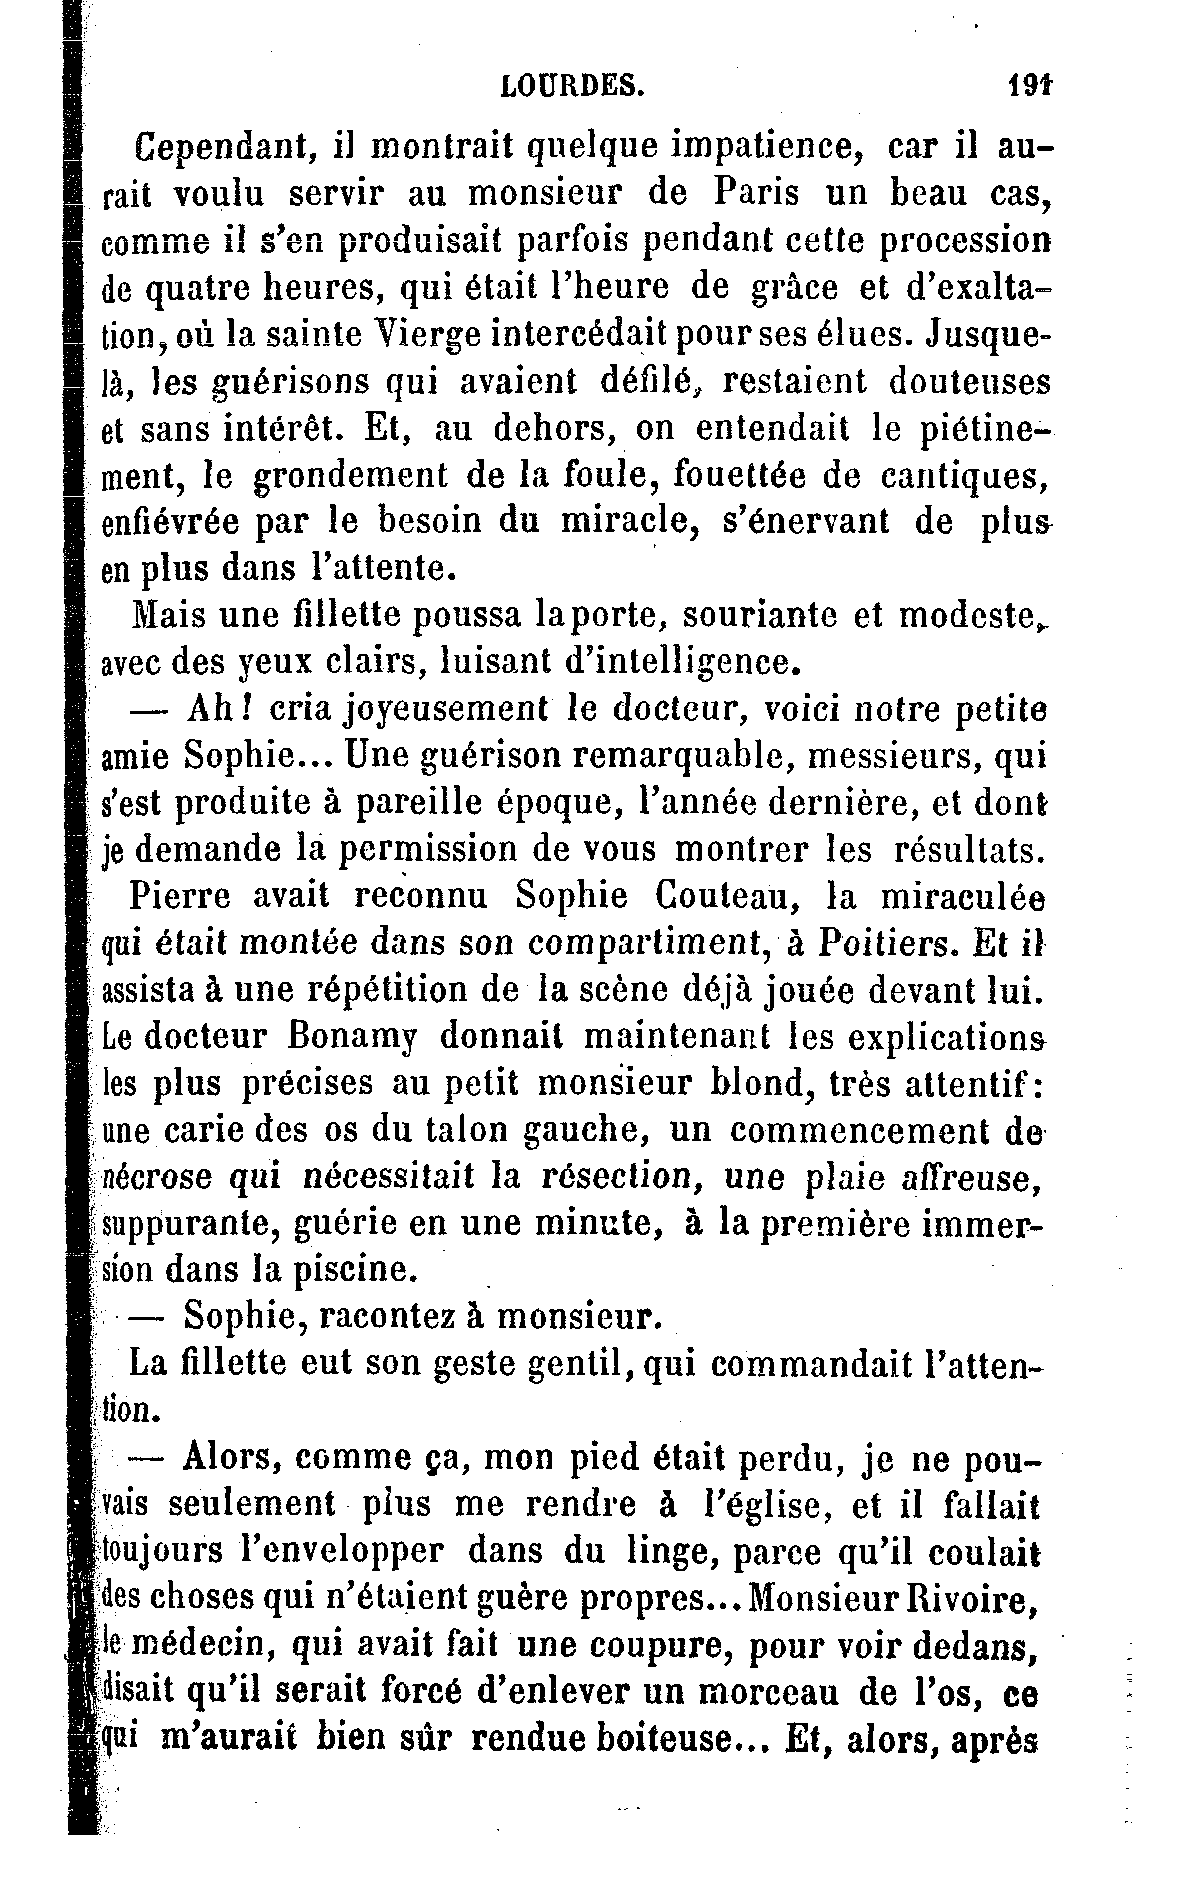 LOURDES. 191
Cependant, il montrait quelque impatience, car il au-
rait voulu servir au monsieur de Paris un beau cas,
comme il s'en produisait parfois pendant cette procession
de quatre heures, qui était l'heure de grâce et d'exalta-
tion, où la sainte Vierge intercédait pour ses élues. Jusque-
là, les guérisons qui avaient défilé, restaient douteuses
et sans intérêt. Et, au dehors, on entendait le piétine-
ment, le grondement de la foule, fouettée de cantiques,
enfiévrée par le besoin du miracle, s'énervant de plus
en plus dans l'attente.
Mais une fillette poussa la porte, souriante et modeste,
avec des yeux clairs, luisant d'intelligence.
— Ah! cria joyeusement le docteur, voici notre petite
amie Sophie... Une guérison remarquable, messieurs, qui
s'est produite à pareille époque, l'année dernière, et dont
je demande la permission de vous montrer les résultats.
Pierre avait reconnu Sophie Couteau, la miraculée
qui était montée dans son compartiment, à Poitiers. Et il
assista à une répétition de la scène déjà jouée devant lui.
Le docteur Bonamy donnait maintenant les explications
les plus précises au petit monsieur blond, très attentif:
une carie des os du talon gauche, un commencement de
nécrose qui nécessitait la résection, une plaie affreuse,
suppurante, guérie en une minute, à la première immer-
sion dans la piscine.
— Sophie, racontez à monsieur.
La fillette eut son geste gentil, qui commandait l'atten-
tion.
— Alors, comme ça, mon pied était perdu, je ne pou-
vais seulement plus me rendre à l'église, et il fallait
toujours l'envelopper dans du linge, parce qu'il coulait
des choses qui n'étaient guère propres... Monsieur Rivoire,
le médecin, qui avait fait une coupure, pour voir dedans,
disait qu'il serait forcé d'enlever un morceau de l'os, ce
qui m'aurait bien sûr rendue boiteuse... Et, alors, après